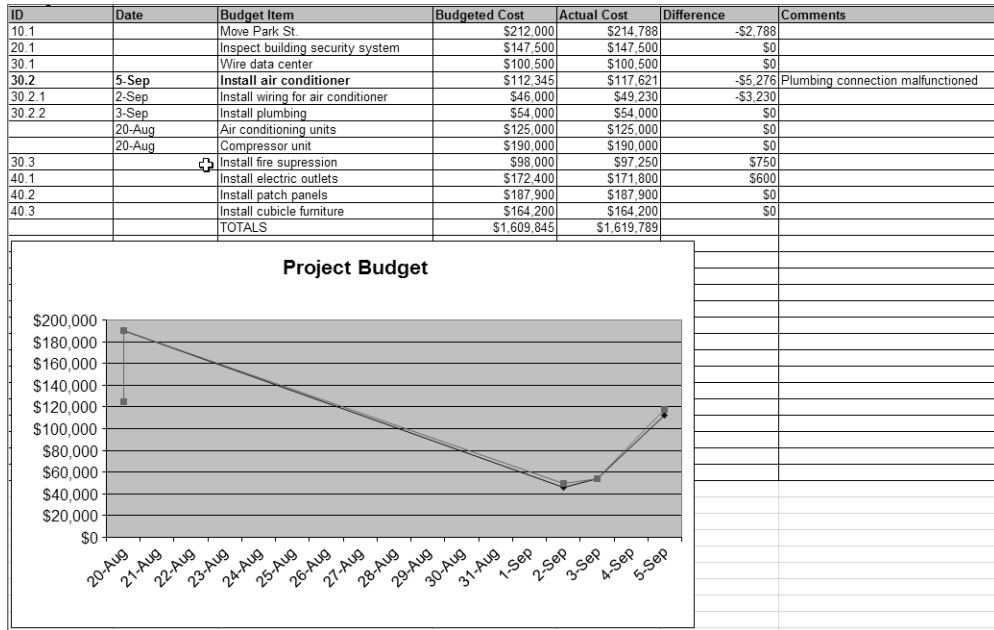 ID Date Budget Item Budgeted Cost Actual Cost Difference Comments
10.1 Move Park St. $212,000 $214,788 -$2,788
20.1 Inspect building security system $147,500 $147,500 $0
30.1 Wire data center $100,500 $100,500 $0
30.2 5-Sep Install air conditioner $112,345 $117,621 -$5,276 Plumbing connection malfunctioned
30.2.1 2-Sep Install wiring for air conditioner $46,000 $49,230 -$3,230
30.2.2 3-Sep Install plumbing $54,000 $54,000 $0
20-Aug Air conditioning units $125,000 $125,000 $0
20-Aug Compressor unit $190,000 $190,000 $0
30.3 Install fire supression $98,000 $97,250 $750
40.1 Install electric outlets $172,400 $171,800 $600
40.2 Install patch panels $187,900 $187,900 $0
40.3 Install cubicle furniture $164,200 $164,200 $0
TOTALS $1,609,845 $1,619,789
Project Budget
$200,000
$180,000
$160,000
$140,000
$120,000
$100,000
$80,000
$60,000
$40,000
$20,000
$0
20-Aug 21-Aug 22-Aug 23-Aug 24-Aug 25-Aug 26-Aug 27-Aug 28-Aug 29-Aug 30-Aug 31-Aug 1-Sep 2-Sep 3-Sep 4-Sep 5-Sep